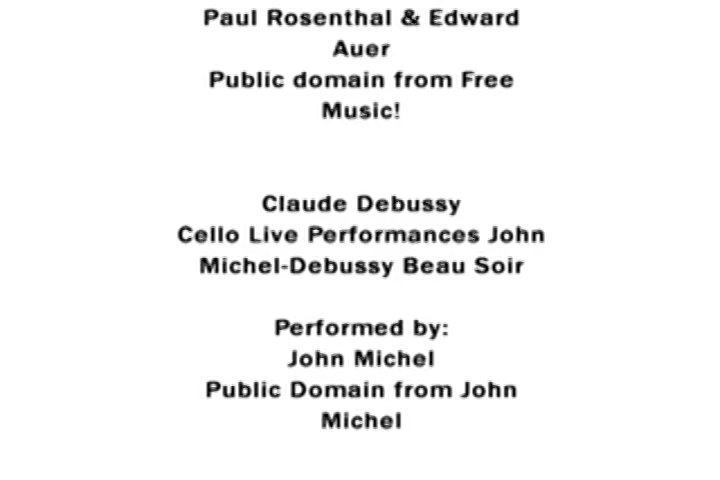 Paul Rosenthal & Edward
Auer
Public domain from Free
Music!
Claude Debussy
Cello Live Performances John
Michel-Debussy Beau Soir
Performed by:
John Michel
Public Domain from John
Michel